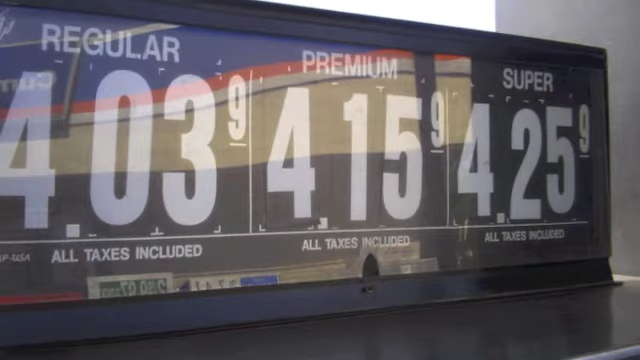 REGULAR
4.03 9
ALL TAXES INCLUDED
PREMIUM
4.15 9
ALL TAXES INCLUDED
SUPER
4.25 9
ALL TAXES INCLUDED